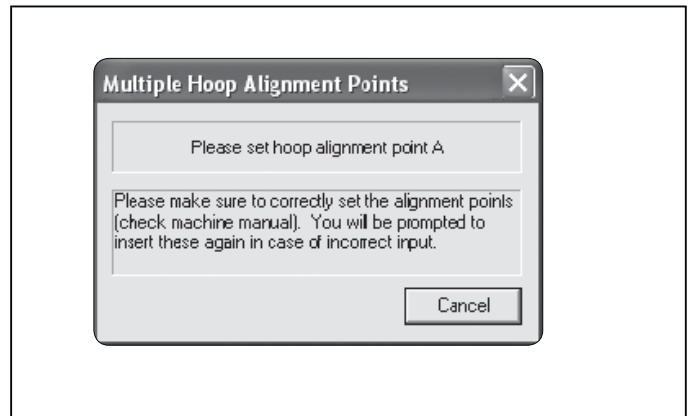 Multiple Hoop Alignment Points
Please set hoop alignment point A
Please make sure to correctly set the alignment points
(check machine manual). You will be prompted to
insert these again in case of incorrect input.
Cancel